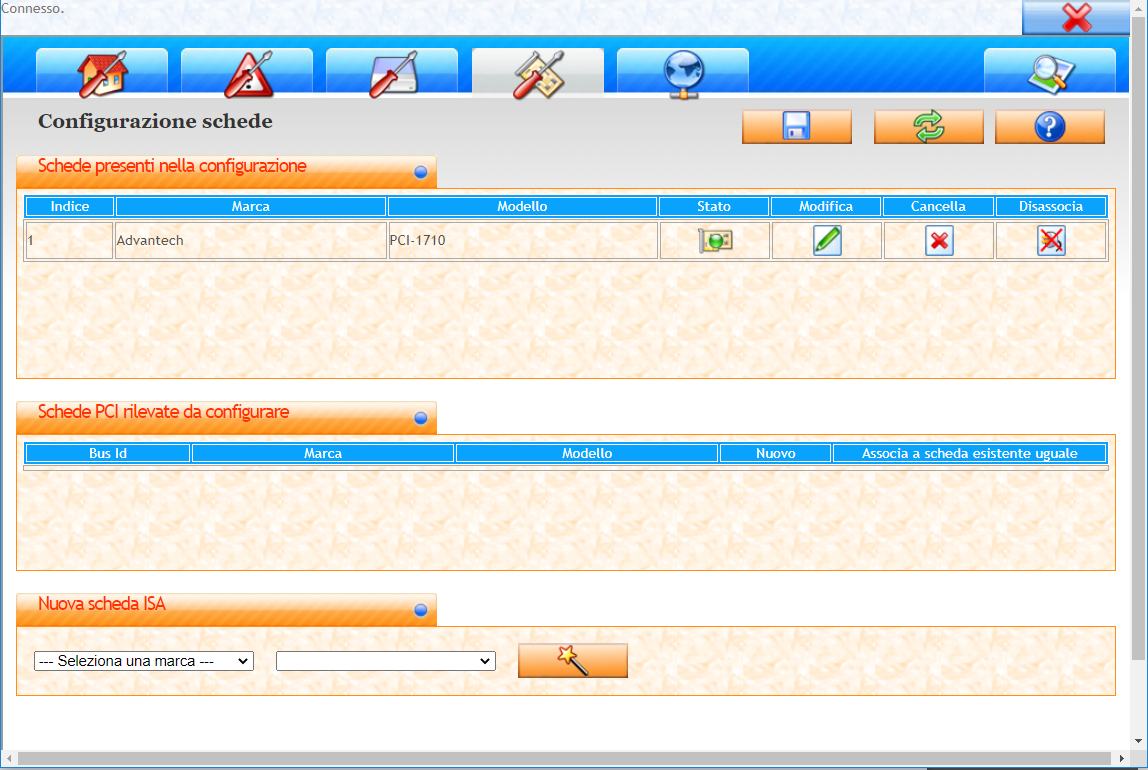 Connesso.
Configurazione schede
Schede presenti nella configurazione
Indice Marca Modello Stato Modifica Cancella Disassocia
1 Advantech PCI-1710
Schede PCI rilevate da configurare
Bus Id Marca Modello Nuovo Associa a scheda esistente uguale
Nuova scheda ISA
--- Seleziona una marca ---